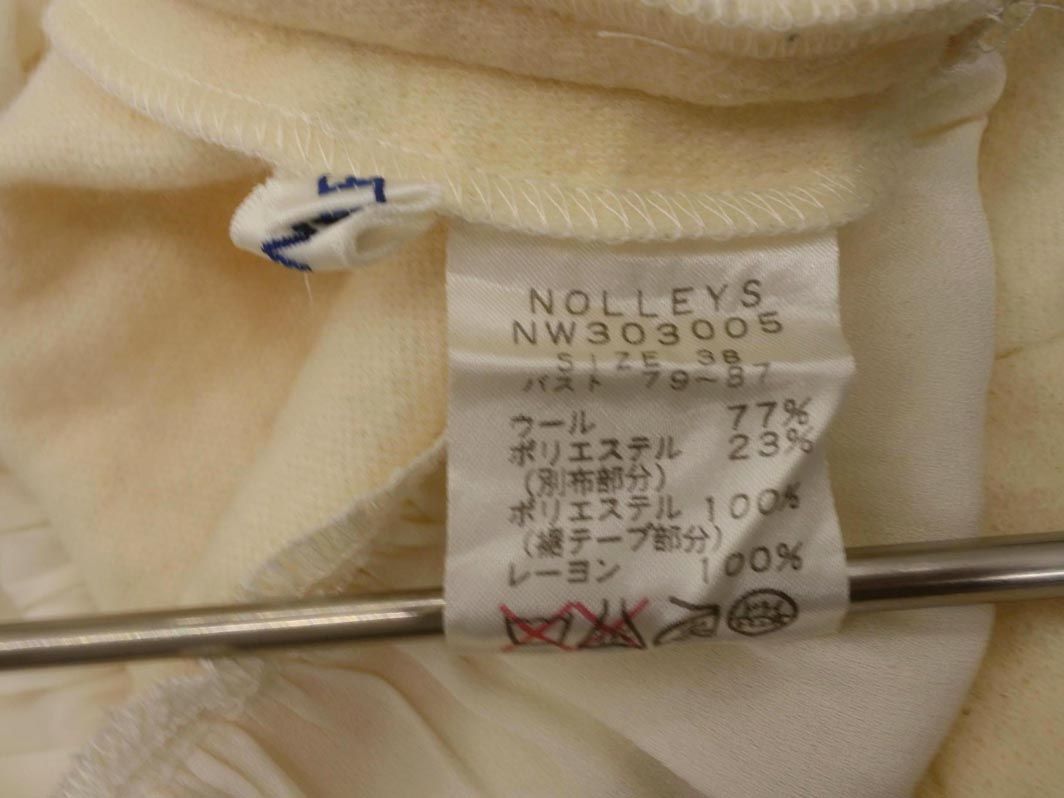 NOLLEYS
NW303005
SIZE 38
バスト 79~87
ウール 77%
ポリエステル 23%
(別布部分)
ポリエステル 100%
(裾テープ部分)
レーヨン 100%